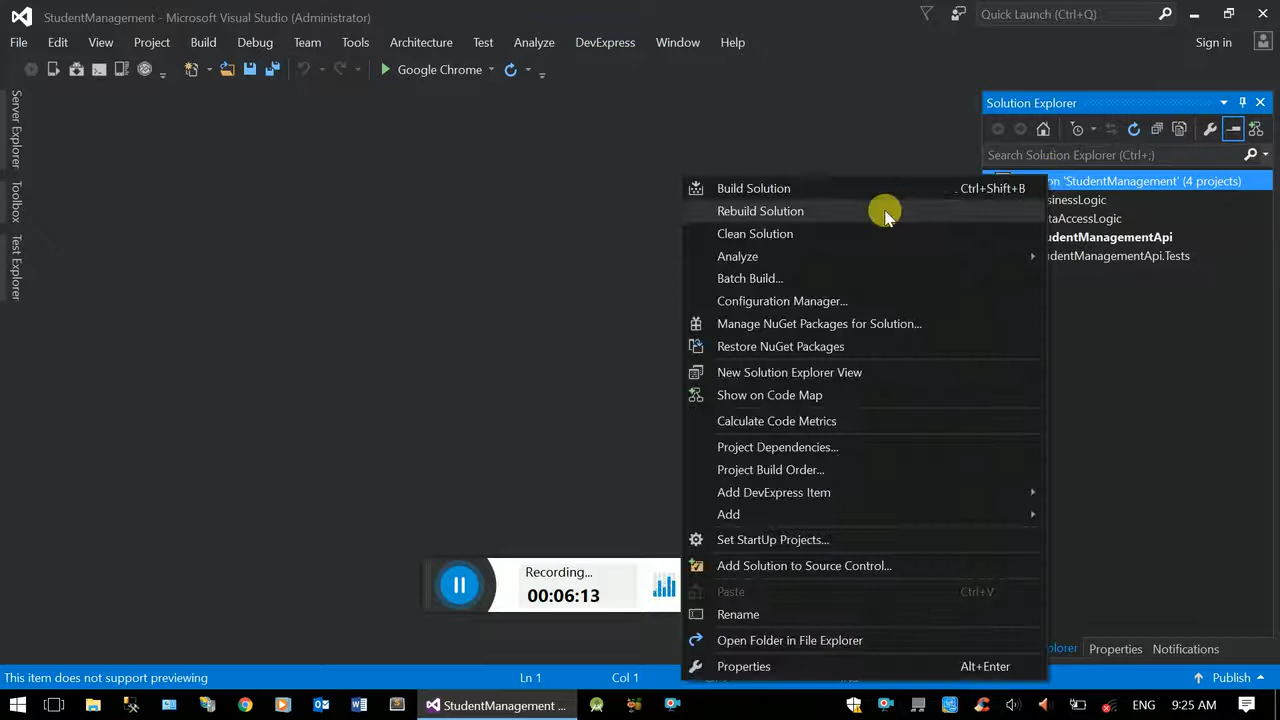 StudentManagement - Microsoft Visual Studio (Administrator)
Quick Launch (Ctrl+Q)
File Edit View Project Build Debug Team Tools Architecture Test Analyze DevExpress Window Help
Sign in
Google Chrome
Server Explorer
Toolbox
Test Explorer
Solution Explorer
Search Solution Explorer (Ctrl+;)
'StudentManagement' (4 projects)
Build Solution Ctrl+Shift+B
Rebuild Solution
Clean Solution
Analyze
Batch Build...
Configuration Manager...
Manage NuGet Packages for Solution...
Restore NuGet Packages
New Solution Explorer View
Show on Code Map
Calculate Code Metrics
Project Dependencies...
Project Build Order...
Add DevExpress Item
Add
Set StartUp Projects...
Add Solution to Source Control...
Paste Ctrl+V
Rename
Open Folder in File Explorer
Properties Alt+Enter
on
sinessLogic
taAccessLogic
udentManagementApi
udentManagementApi.Tests
Recording...
00:06:13
plorer Properties Notifications
This item does not support previewing Ln 1 Col 1 Publish
StudentManagement ... ENG 9:25 AM